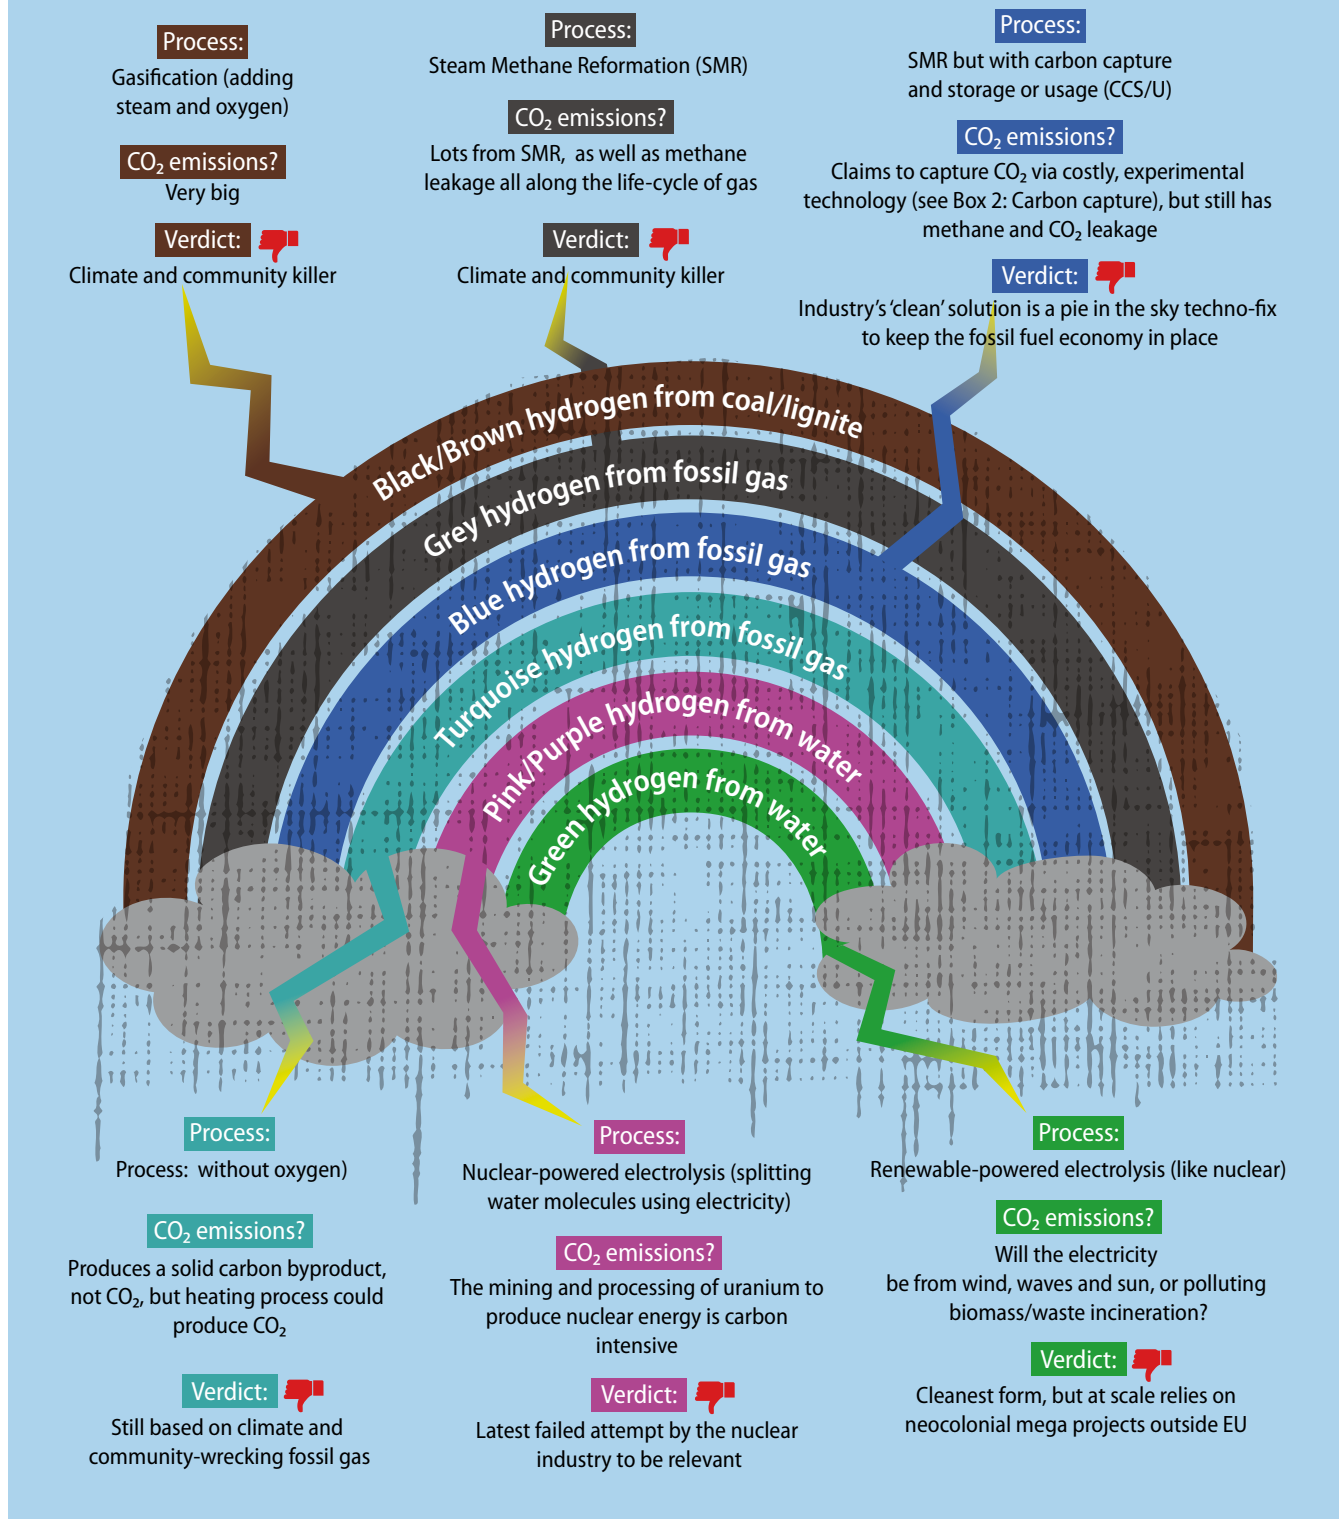 Process:
Gasification (adding
steam and oxygen)
CO₂ emissions?
Very big
Verdict:
Climate and community killer
Process:
Steam Methane Reformation (SMR)
CO₂ emissions?
Lots from SMR,  as well as methane
leakage all along the life-cycle of gas
Verdict:
Climate and community killer
Process:
SMR but with carbon capture
and storage or usage (CCS/U)
CO₂ emissions?
Claims to capture CO₂ via costly, experimental
technology (see Box 2: Carbon capture), but still has
methane and CO₂ leakage
Verdict:
Industry's 'clean' solution is a pie in the sky techno-fix
to keep the fossil fuel economy in place
Black/Brown hydrogen from coal/lignite
Grey hydrogen from fossil gas
Blue hydrogen from fossil gas
Turquoise hydrogen from fossil gas
Pink/Purple hydrogen from water
Green hydrogen from water
Process:
Process:  without oxygen)
CO₂ emissions?
Produces a solid carbon byproduct,
not CO₂, but heating process could
produce CO₂
Verdict:
Still based on climate and
community-wrecking fossil gas
Process:
Nuclear-powered electrolysis (splitting
water molecules using electricity)
CO₂ emissions?
The mining and processing of uranium to
produce nuclear energy is carbon
intensive
Verdict:
Latest failed attempt by the nuclear
industry to be relevant
Process:
Renewable-powered electrolysis (like nuclear)
CO₂ emissions?
Will the electricity
be from wind, waves and sun, or polluting
biomass/waste incineration?
Verdict:
Cleanest form, but at scale relies on
neocolonial mega projects outside EU